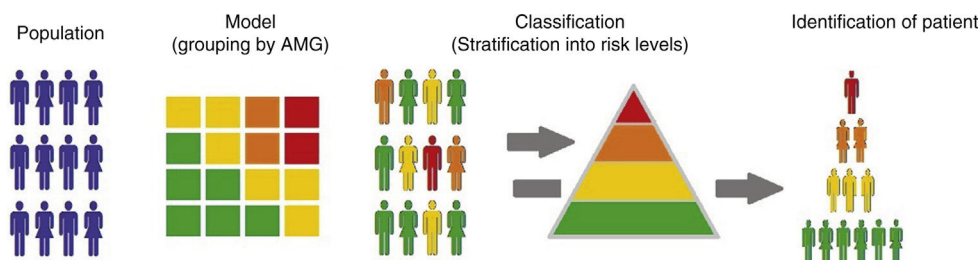 Population
Model
(grouping by AMG)
Classification
(Stratification into risk levels)
Identification of patient